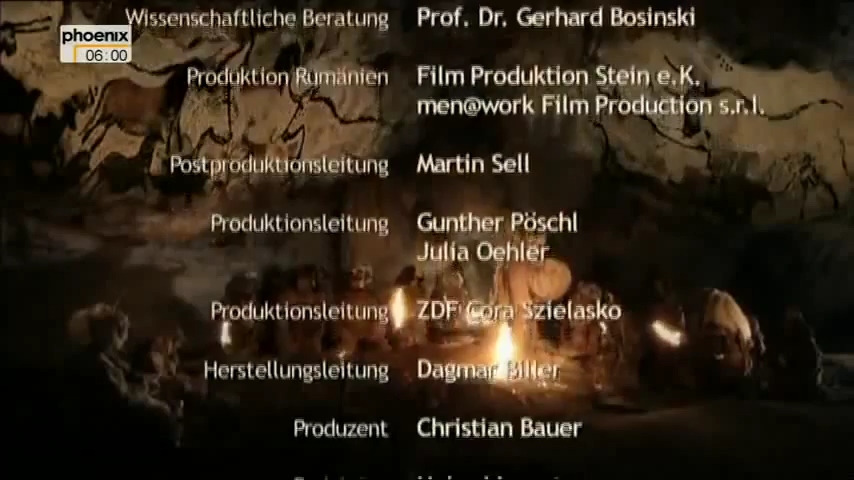 phoenix
06:00
Wissenschaftliche Beratung Prof. Dr. Gerhard Bosinski
Produktion Rumänien Film Produktion Stein e.K.
men@work Film Production s.r.l.
Postproduktionsleitung Martin Sell
Produktionsleitung Gunther Pöschl
Julia Oehler
Produktionsleitung ZDF Cora Szielasko
Herstellungsleitung Dagmar Biller
Produzent Christian Bauer